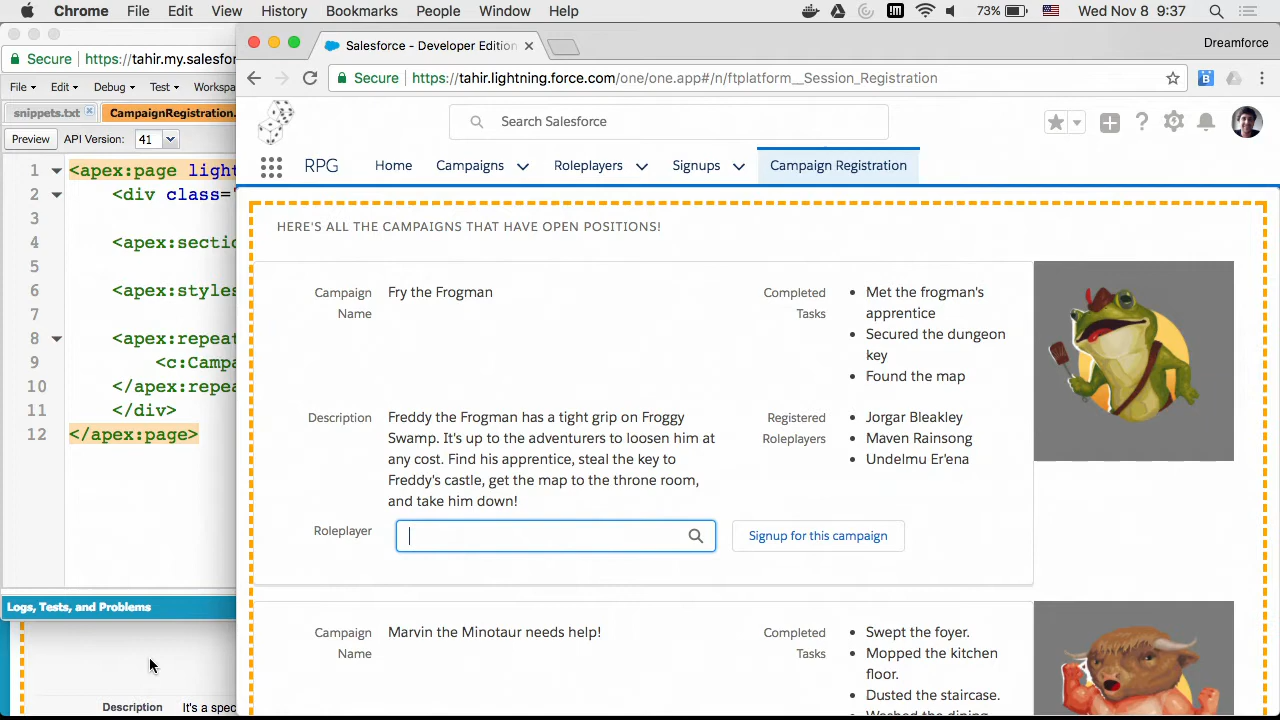 Chrome File Edit View History Bookmarks People Window Help 73% Wed Nov 8 9:37
Secure https://tahir.my.salesfor
File Edit Debug Test Workspa
snippets.txt CampaignRegistration.
Preview API Version: 41
1 <apex:page light
2 <div class="
3
4 <apex:sectio
5
6 <apex:styles
7
8 <apex:repeat
9 <c:Campa
10 </apex:repea
11 </div>
12 </apex:page>
Logs, Tests, and Problems
Description It's a spec
Salesforce - Developer Edition
Dreamforce
Secure https://tahir.lightning.force.com/one/one.app#/n/ftplatform__Session_Registration
Search Salesforce
RPG Home Campaigns Roleplayers Signups Campaign Registration
HERE'S ALL THE CAMPAIGNS THAT HAVE OPEN POSITIONS!
Campaign Name
Fry the Frogman
Completed Tasks
Met the frogman's
apprentice
Secured the dungeon
key
Found the map
Description
Freddy the Frogman has a tight grip on Froggy
Swamp. It's up to the adventurers to loosen him at
any cost. Find his apprentice, steal the key to
Freddy's castle, get the map to the throne room,
and take him down!
Registered Roleplayers
Jorgar Bleakley
Maven Rainsong
Undelmu Er'ena
Roleplayer
Signup for this campaign
Campaign Name
Marvin the Minotaur needs help!
Completed Tasks
Swept the foyer.
Mopped the kitchen
floor.
Dusted the staircase.
Washed the dining